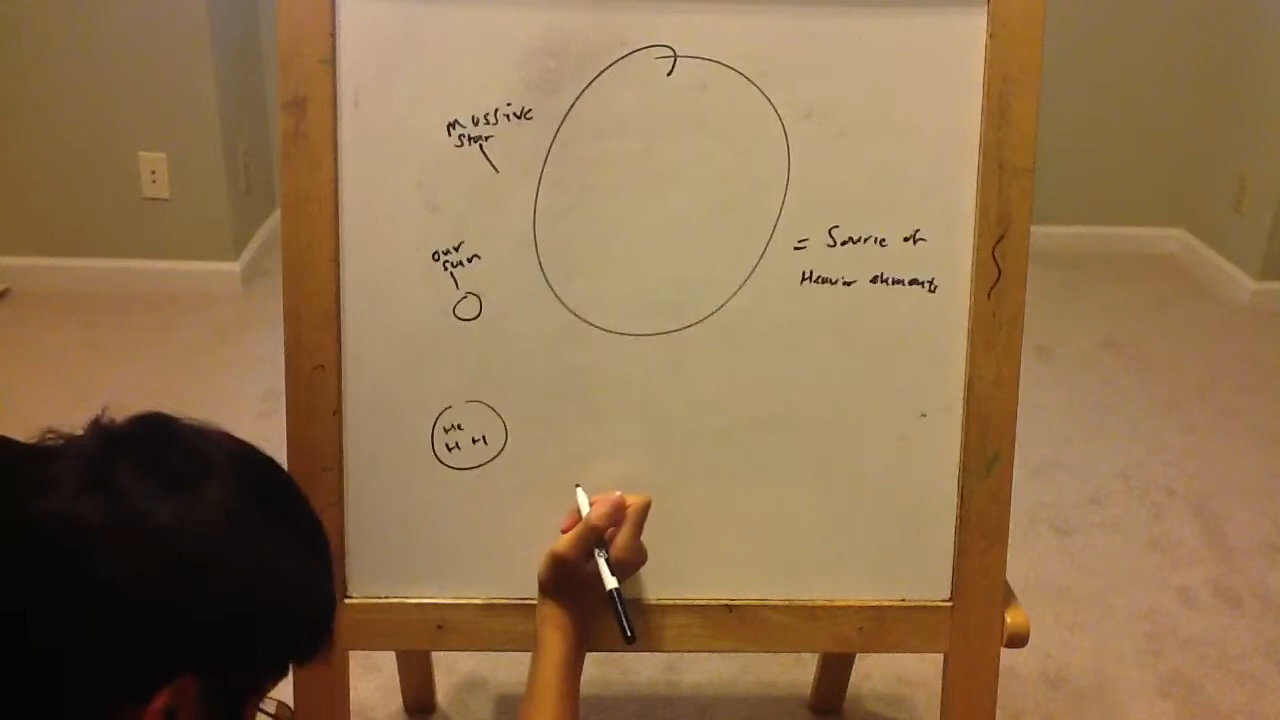 massive
star
= Source of
Heavier elements
our
sun
He
H H